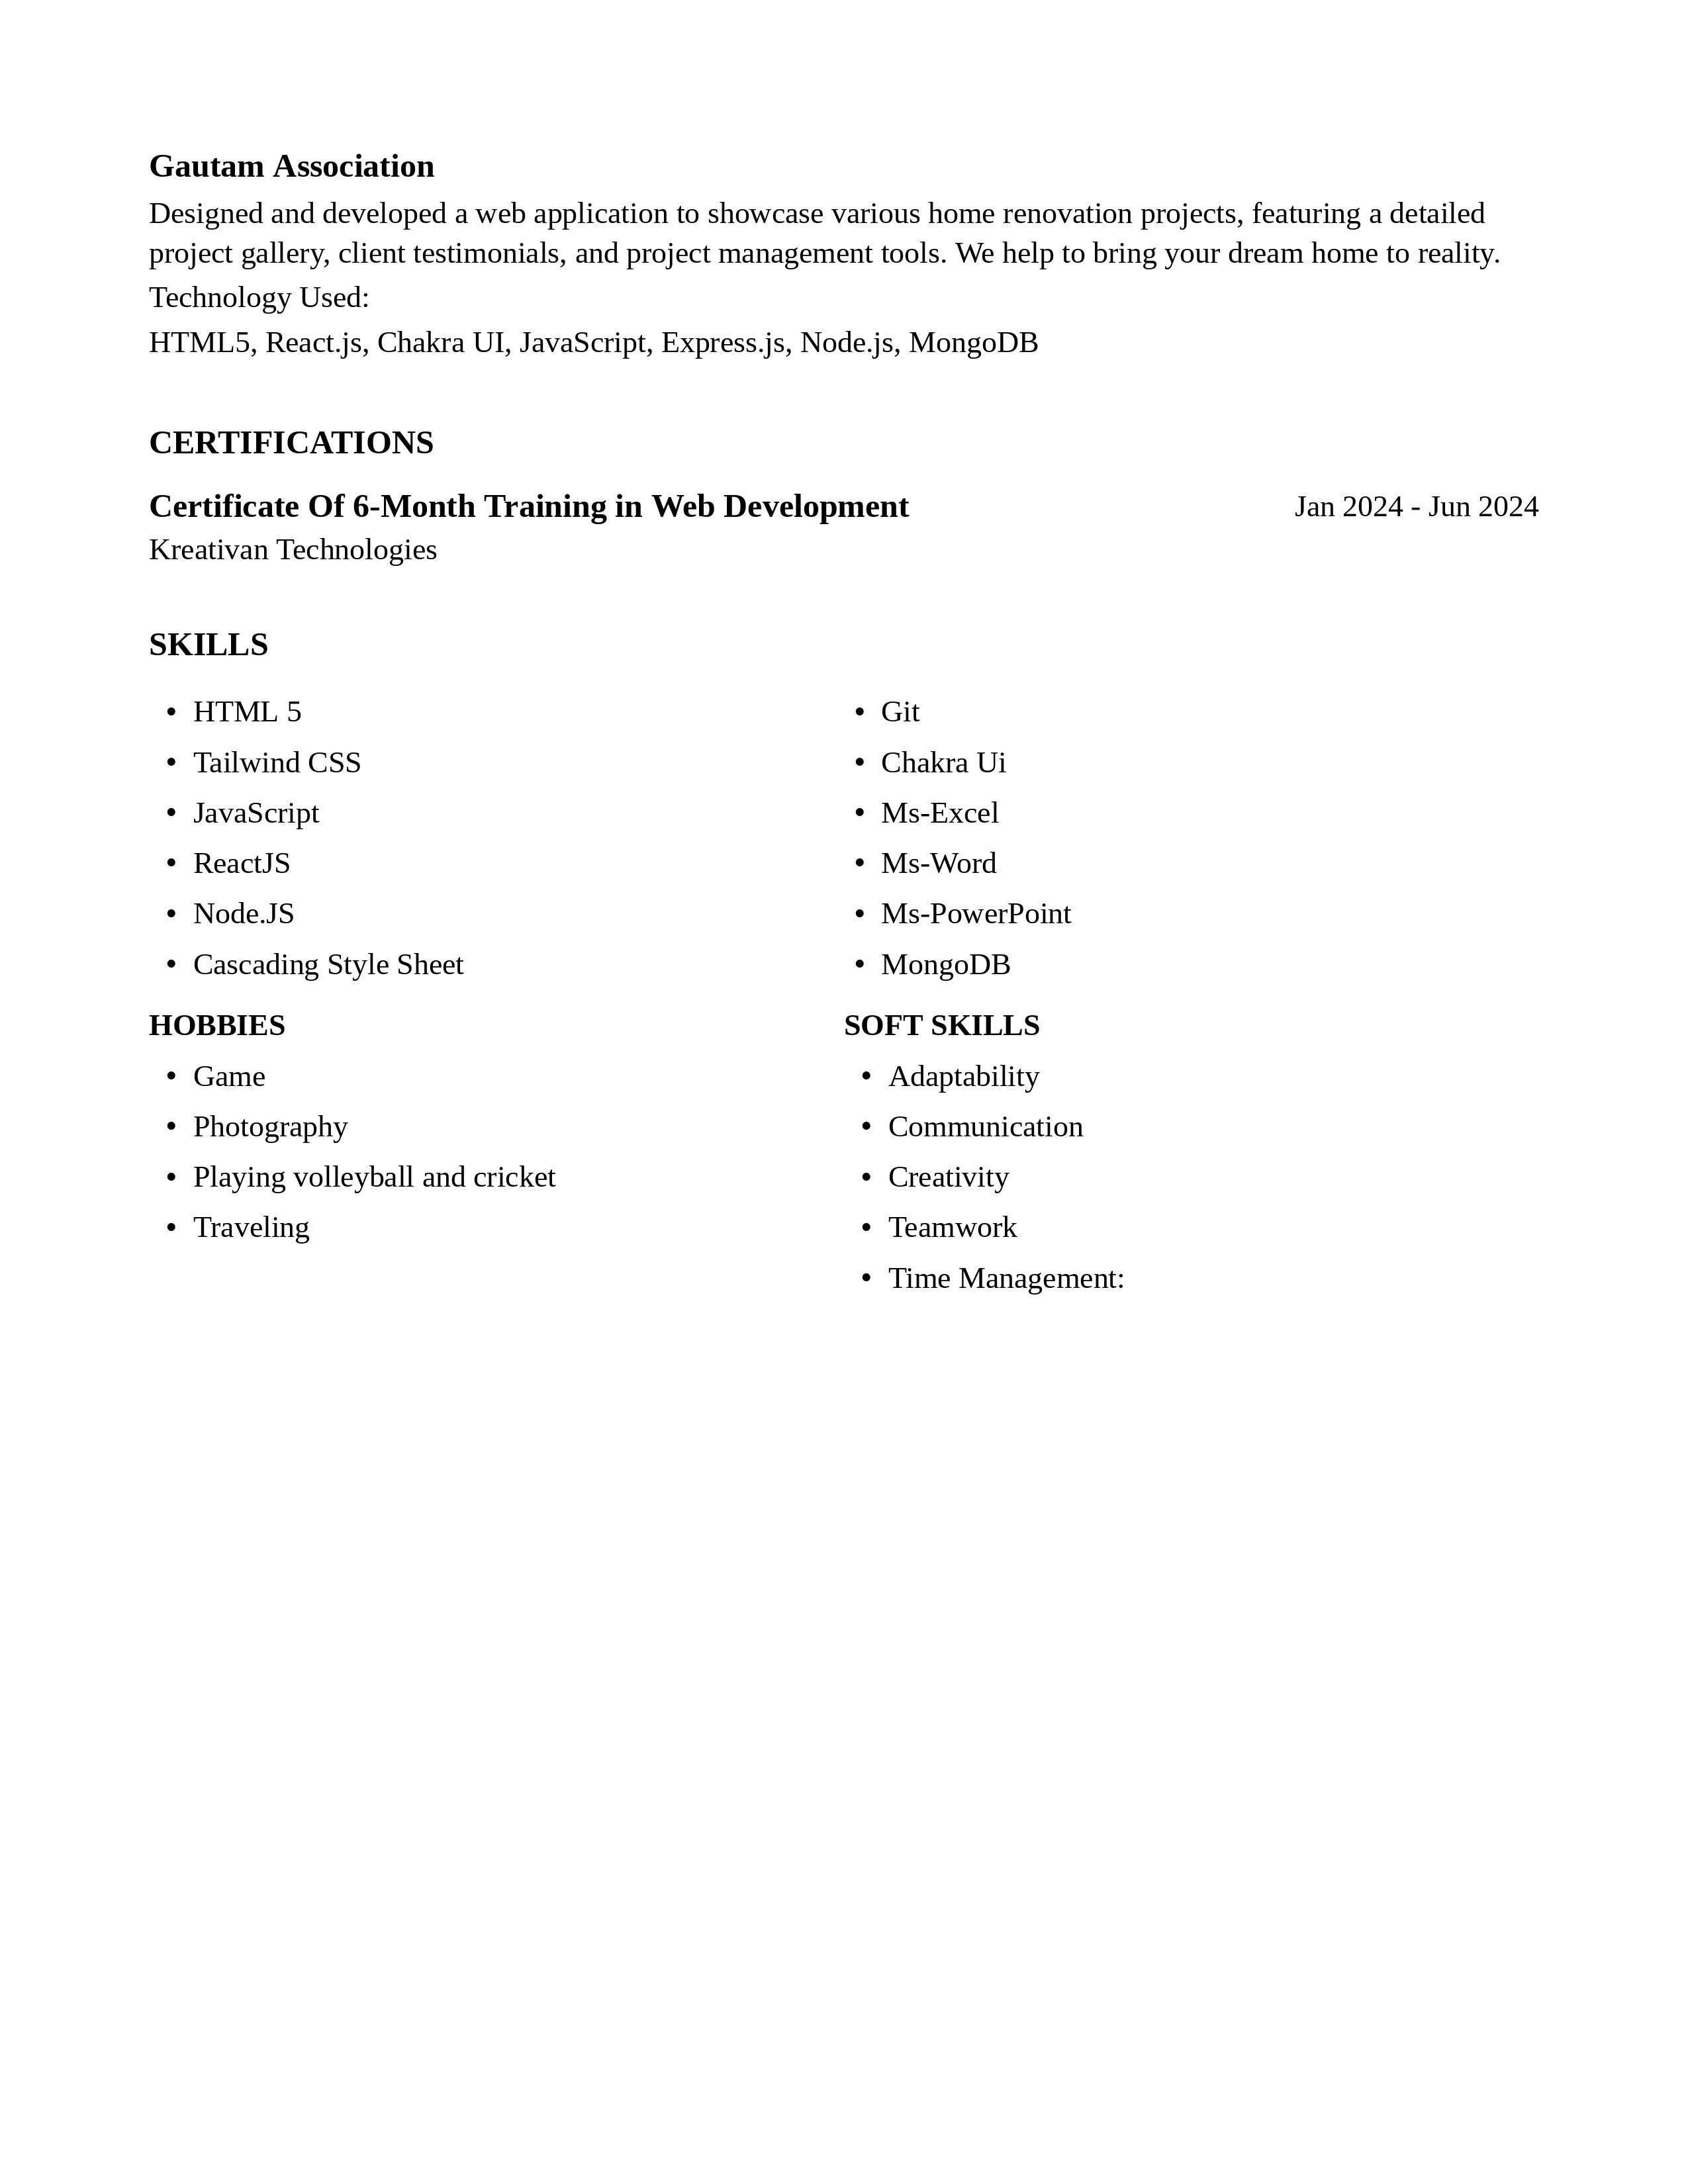 Gautam Association
Designed and developed a web application to showcase various home renovation projects, featuring a detailed
project gallery, client testimonials, and project management tools. We help to bring your dream home to reality.
Technology Used:
HTML5, React.js, Chakra UI, JavaScript, Express.js, Node.js, MongoDB
CERTIFICATIONS
Certificate Of 6-Month Training in Web Development Jan 2024 - Jun 2024
Kreativan Technologies
SKILLS
• HTML 5
• Tailwind CSS
• JavaScript
• ReactJS
• Node.JS
• Cascading Style Sheet
• Git
• Chakra Ui
• Ms-Excel
• Ms-Word
• Ms-PowerPoint
• MongoDB
HOBBIES
• Game
• Photography
• Playing volleyball and cricket
• Traveling
SOFT SKILLS
• Adaptability
• Communication
• Creativity
• Teamwork
• Time Management: